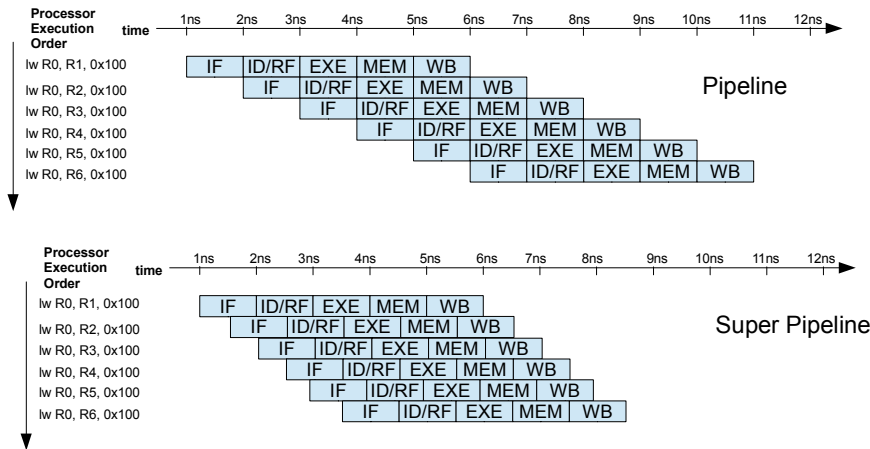 Processor
Execution
Order
time
1ns 2ns 3ns 4ns 5ns 6ns 7ns 8ns 9ns 10ns 11ns 12ns
lw R0, R1, 0x100 IF ID/RF EXE MEM WB
lw R0, R2, 0x100 IF ID/RF EXE MEM WB
Pipeline
lw R0, R3, 0x100 IF ID/RF EXE MEM WB
lw R0, R4, 0x100 IF ID/RF EXE MEM WB
lw R0, R5, 0x100 IF ID/RF EXE MEM WB
lw R0, R6, 0x100 IF ID/RF EXE MEM WB
Processor
Execution
Order
time
1ns 2ns 3ns 4ns 5ns 6ns 7ns 8ns 9ns 10ns 11ns 12ns
lw R0, R1, 0x100 IF ID/RF EXE MEM WB
lw R0, R2, 0x100 IF ID/RF EXE MEM WB
Super Pipeline
lw R0, R3, 0x100 IF ID/RF EXE MEM WB
lw R0, R4, 0x100 IF ID/RF EXE MEM WB
lw R0, R5, 0x100 IF ID/RF EXE MEM WB
lw R0, R6, 0x100 IF ID/RF EXE MEM WB